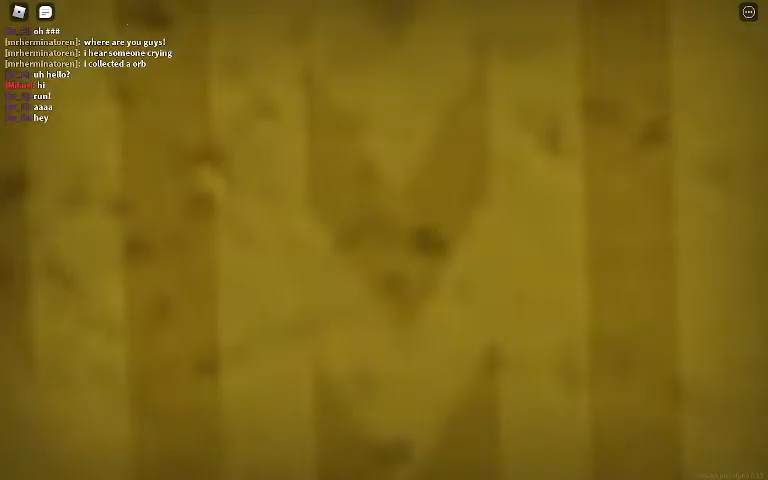 oh ###
[mrherminatoren]: where are you guys!
[mrherminatoren]: i hear someone crying
[mrherminatoren]: i collected a orb
uh hello?
hi
run!
aaaa
hey